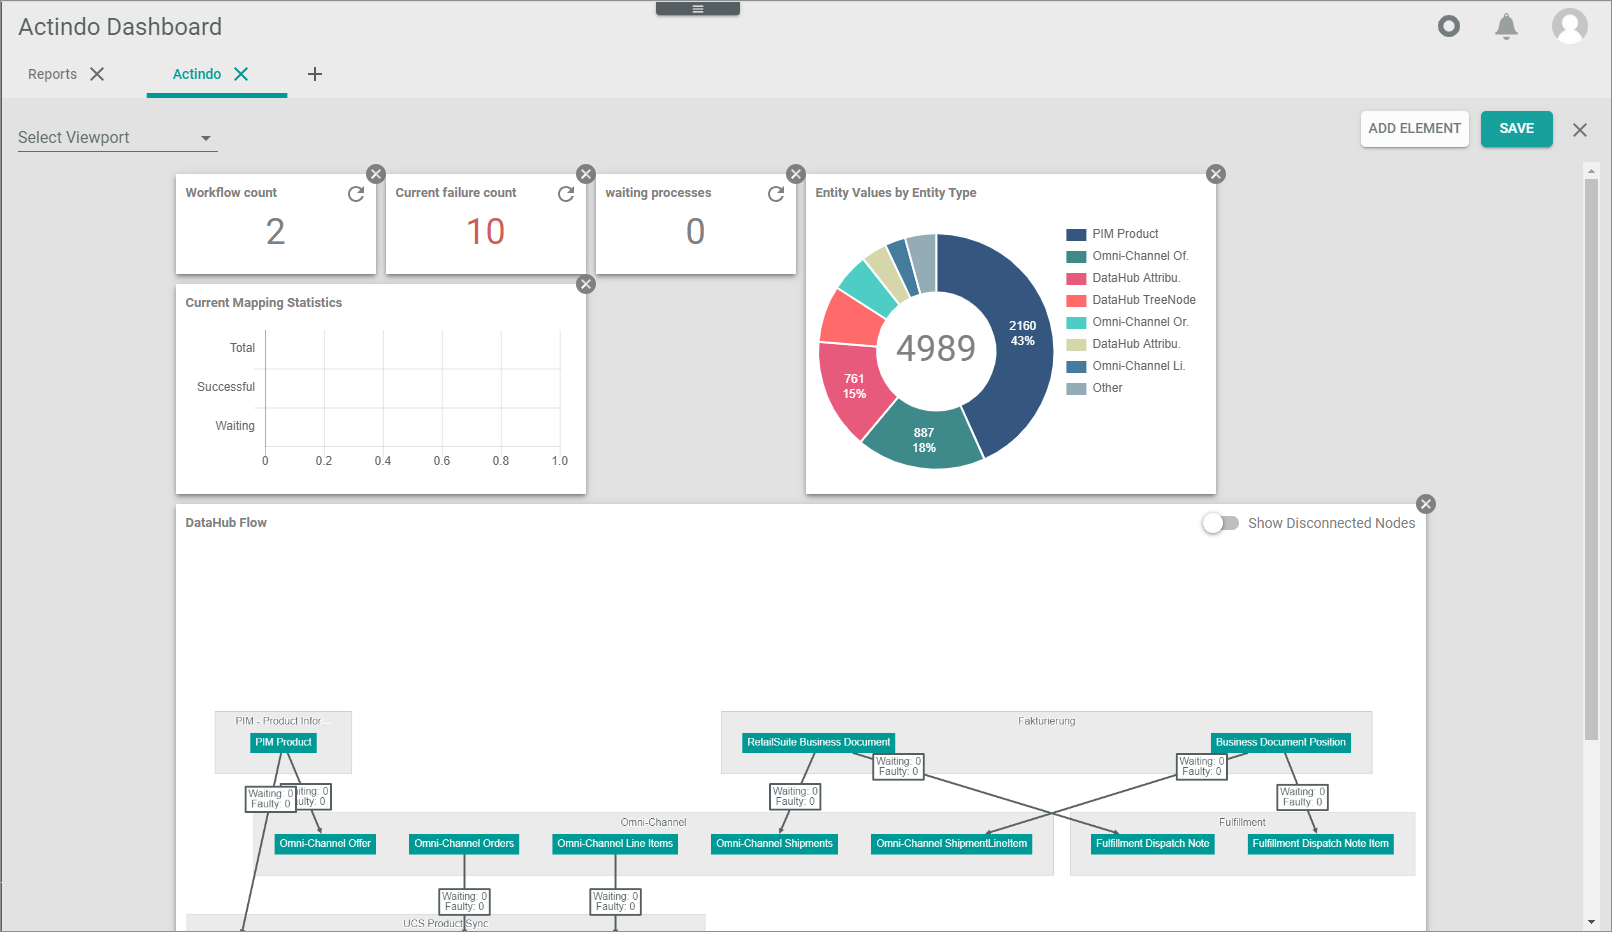 Actindo Dashboard
Reports
Actindo
Select Viewport
ADD ELEMENT
SAVE
Workflow count
2
Current failure count
10
waiting processes
0
Entity Values by Entity Type
4989
2160
43%
887
18%
761
15%
PIM Product
Omni-Channel Of.
DataHub Attribu.
DataHub TreeNode
Omni-Channel Or.
DataHub Attribu.
Omni-Channel Li.
Other
Current Mapping Statistics
Total
Successful
Waiting
0 0.2 0.4 0.6 0.8 1.0
DataHub Flow
Show Disconnected Nodes
PIM - Product Infor...
PIM Product
Fakturierung
RetailSuite Business Document
Business Document Position
Waiting: 0
Faulty: 0
Waiting: 0
Faulty: 0
Waiting: 0
Faulty: 0
iting: 0
ulty: 0
Waiting: 0
Faulty: 0
Waiting: 0
Faulty: 0
Omni-Channel
Fulfillment
Omni-Channel Offer
Omni-Channel Orders
Omni-Channel Line Items
Omni-Channel Shipments
Omni-Channel ShipmentLineItem
Fulfillment Dispatch Note
Fulfillment Dispatch Note Item
Waiting: 0
Faulty: 0
Waiting: 0
Faulty: 0
UCS Product Sync